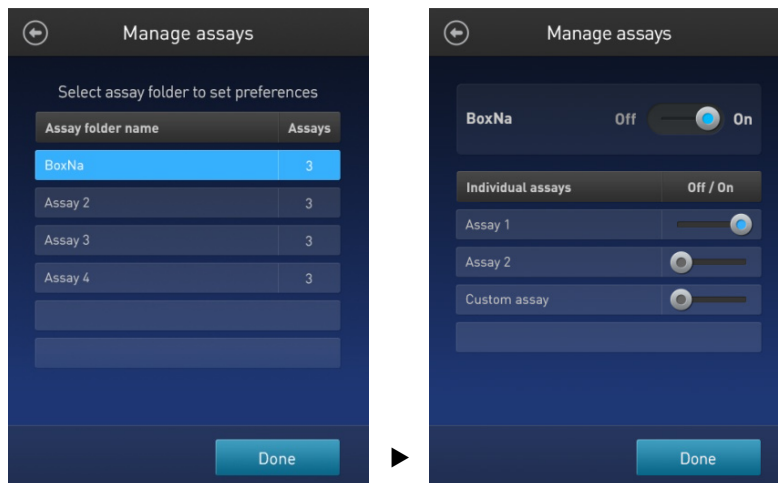 Manage assays
Select assay folder to set preferences
Assay folder name Assays
BoxNa 3
Assay 2 3
Assay 3 3
Assay 4 3
Done
Manage assays
BoxNa Off On
Individual assays Off / On
Assay 1
Assay 2
Custom assay
Done